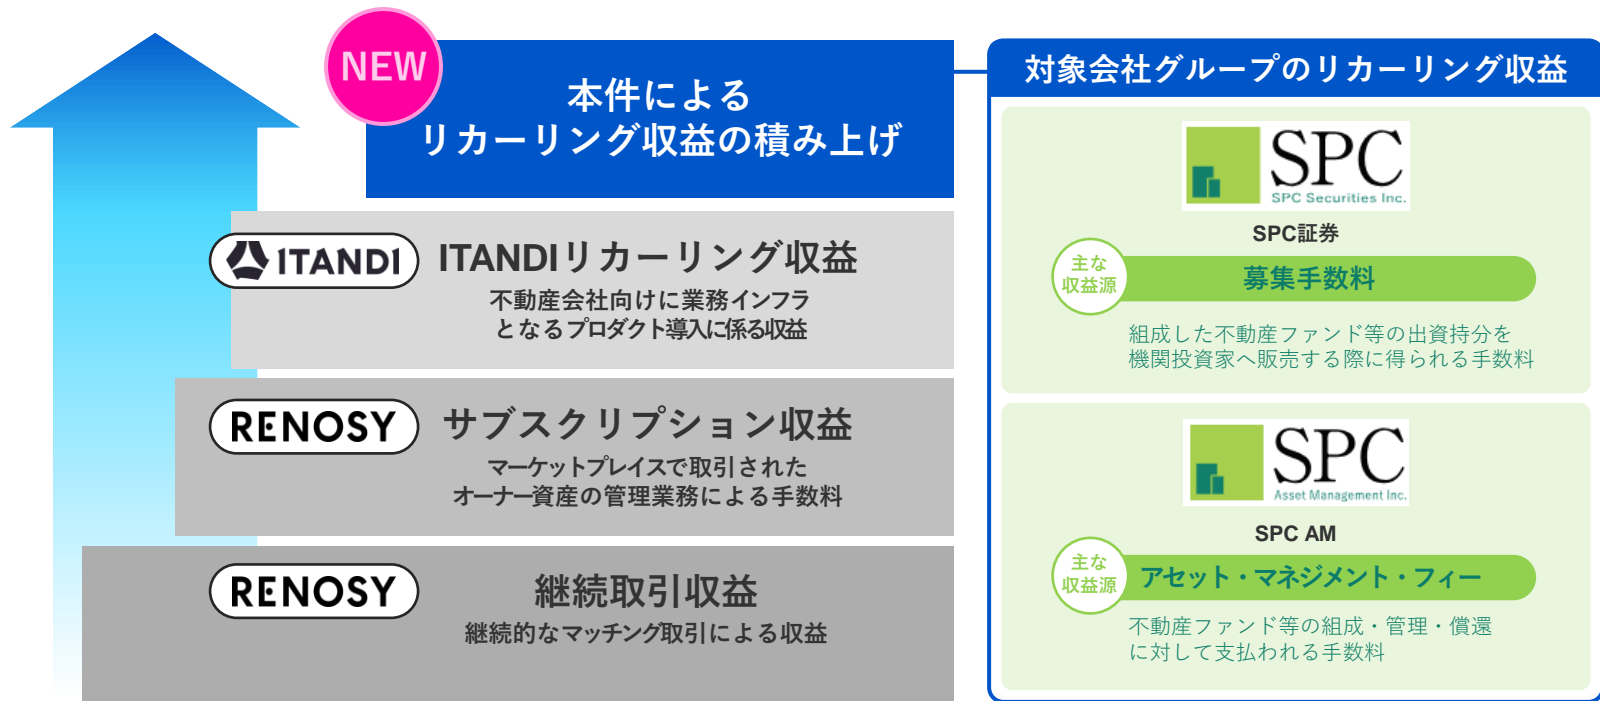 NEW
本件による
リカーリング収益の積み上げ
ITANDI
ITANDIリカーリング収益
不動産会社向けに業務インフラ
となるプロダクト導入に係る収益
RENOSY
サブスクリプション収益
マーケットプレイスで取引された
オーナー資産の管理業務による手数料
RENOSY
継続取引収益
継続的なマッチング取引による収益
対象会社グループのリカーリング収益
SPC
SPC Securities Inc.
SPC証券
主な
収益源
募集手数料
組成した不動産ファンド等の出資持分を
機関投資家へ販売する際に得られる手数料
SPC
Asset Management Inc.
SPC AM
主な
収益源
アセット・マネジメント・フィー
不動産ファンド等の組成・管理・償還
に対して支払われる手数料